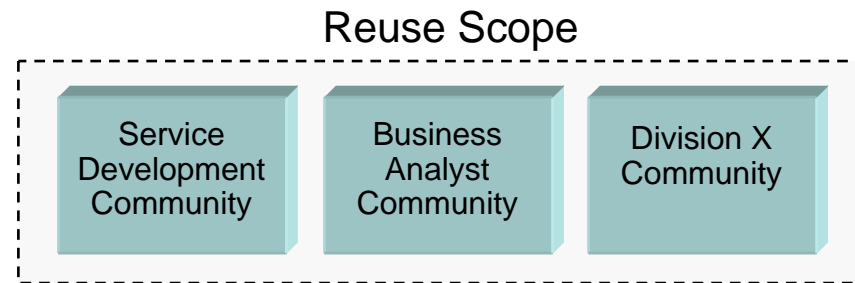 Reuse Scope
Service
Development
Community
Business
Analyst
Community
Division X
Community